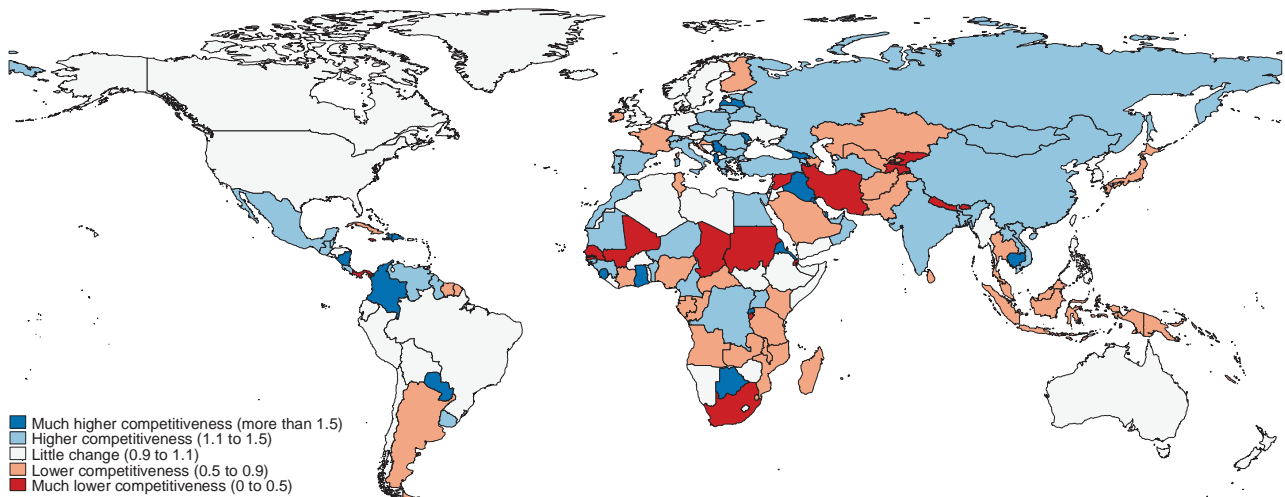 Much higher competitiveness (more than 1.5)
Higher competitiveness (1.1 to 1.5)
Little change (0.9 to 1.1)
Lower competitiveness (0.5 to 0.9)
Much lower competitiveness (0 to 0.5)